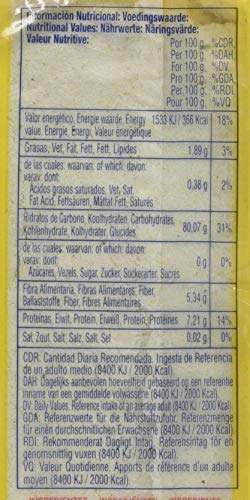 Información Nutricional: Voedingswaarde:
Nutritional Values: Nährwerte: Näringsvärde:
Valeur Nutritive:
Por 100 g. %CDR,
Per 100 g. %DAH,
For 100 g. %DV,
Pro 100 g. %GDA,
Per 100 g. %RDI,
Pour 100 g. %VQ
Valor energético, Energie waarde, Energy 1533 KJ / 366 Kcal 18%
value, Energie, Energi, Valeur énergétique
Grasas, Vet, Fat, Fett, Fett, Lipides 1,89 g 3%
de las cuales: waarvan: of which: davon:
varav: dont:
Ácidos grasos saturados, Vet, Sat. 0,38 g 2%
Fat Acid, Fettsäuren, Mättat Fett, Saturés
Hidratos de Carbono, Koolhydraten, Carbohydrates, 80,07 g 31%
Kohlenhydrate, Kolhydrater, Glucides
de las cuales: waarvan: of which: davon:
varav: dont: 0 g 0%
Azúcares, Vezels, Sugar, Zucker, Sockerarter, Sucres
Fibra Alimentaria, Fibras Alimentares, Fiber, 5,34 g
Ballaststoffe, Fiber, Fibres Alimentaires
Proteínas, Eiwit, Protein, Eiweiß, Protein, Protéines 7,21 g 14%
Sal, Zout, Salt, Salz, Salt, Sel 0,02 g 0%
CDR: Cantidad Diaria Recomendada. Ingesta de Referencia
de un adulto medio (8400 KJ / 2000 Kcal).
DAH: Dagelijks aanbevolen hoeveelheid gebaseerd op een referentie
inname van een gemiddelde volwassene (8400 KJ / 2000 Kcal).
DV: Daily Values. Reference intake of an average adult (8400 KJ / 2000 Kcal).
GDA: Referenzwerte für die Nährstoffzufuhr. Referenzmenge
für einen durchschnittlichen Erwachsene (8400 KJ / 2000 Kcal).
RDI: Rekommenderat Dagligt Intag. Referensintag för en
genomsnittlig vuxen (8400 KJ / 2000 Kcal).
VQ: Valeur Quotidienne. Apports de référence d'un adulte
moyen (8400 KJ / 2000 Kcal).